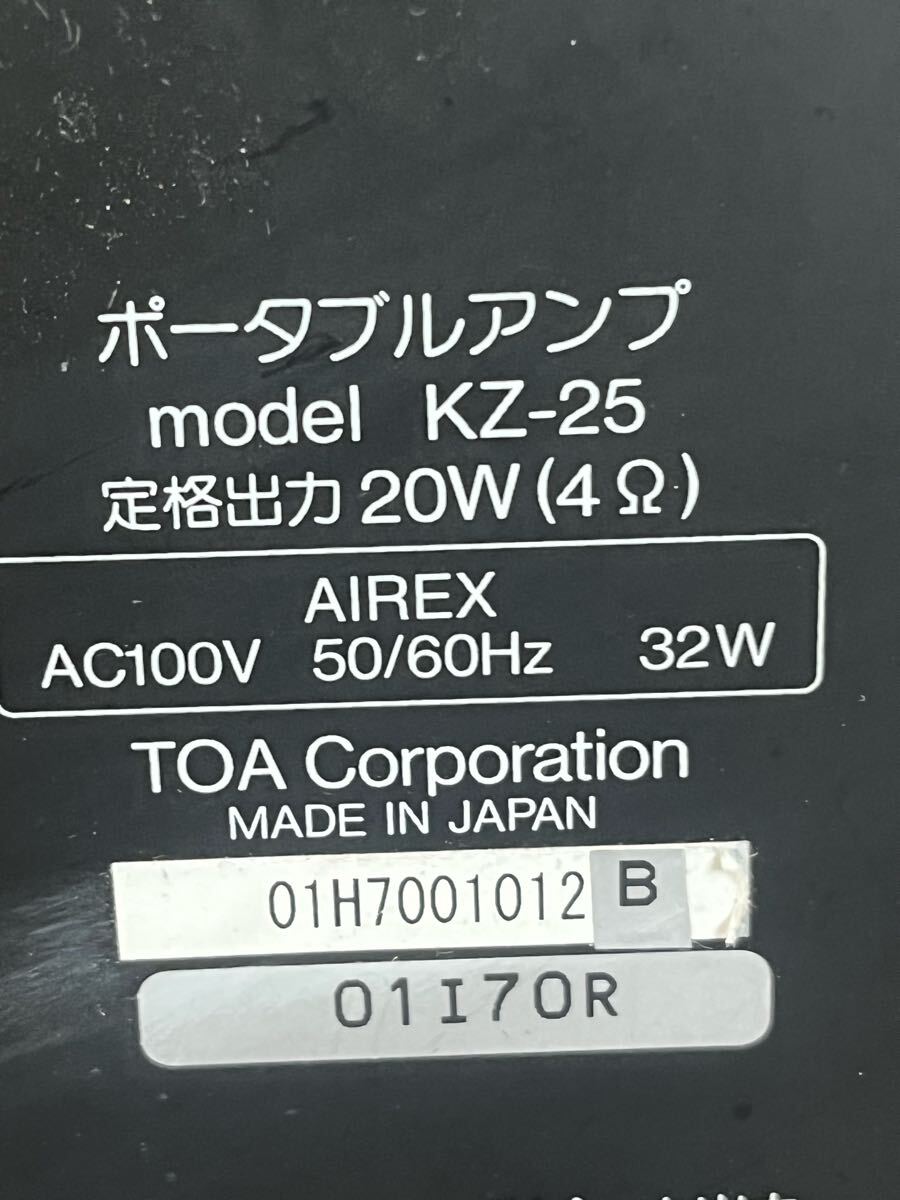 ポータブルアンプ
model KZ-25
定格出力 20W (4Ω)
AIREX
AC100V 50/60Hz 32W
TOA Corporation
MADE IN JAPAN
01H7001012 B
01I70R